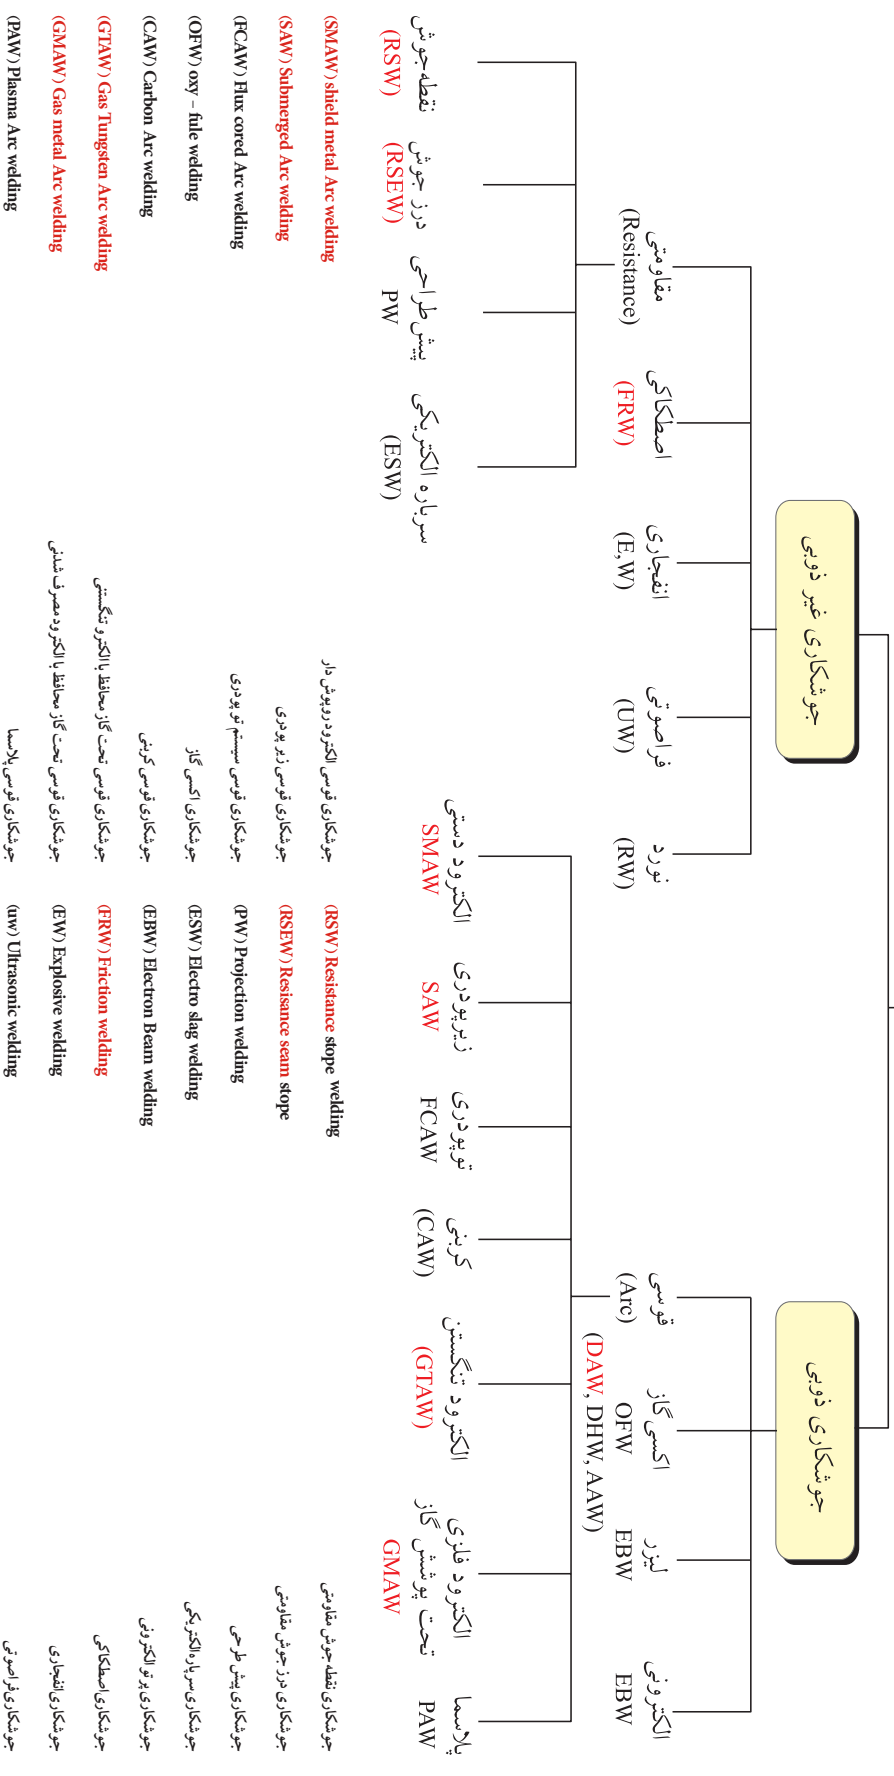 جوشکاری ذوبی
جوشکاری غیر ذوبی
قوسی
(Arc)
اکسی گاز
OFW
(DAW, DHW, AAW)
لیزر
EBW
الکترونی
EBW
مقاومتی
(Resistance)
اصطکاکی
(FRW)
انفجاری
(E,W)
فراصوتی
(UW)
نورد
(RW)
الکترود دستی
SMAW
زیرپودری
SAW
توپودری
FCAW
کربنی
(CAW)
الکترود تنگستن
(GTAW)
الکترود فلزی
تحت پوشش گاز
GMAW
پلاسما
PAW
نقطه جوش
(RSW)
درز جوش
(RSEW)
پیش طراحی
PW
سرباره الکتریکی
(ESW)
(SMAW) shield metal Arc welding جوشکاری قوسی الکترود روپوش دار
(SAW) Submerged Arc welding جوشکاری قوسی زیر پودری
(FCAW) Flux cored Arc welding جوشکاری قوسی سیستم تو پودری
(OFW) oxy – fule welding جوشکاری اکسی گاز
(CAW) Carbon Arc welding جوشکاری قوسی کربنی
(GTAW) Gas Tungsten Arc welding جوشکاری قوسی تحت گاز محافظ با الکترو تنگستنی
(GMAW) Gas metal Arc welding جوشکاری قوسی تحت گاز محافظ با الکترود مصرف شدنی
(PAW) Plasma Arc welding جوشکاری قوسی پلاسما
(RSW) Resistance stope welding جوشکاری نقطه جوش مقاومتی
(RSEW) Resisance seam stope جوشکاری درز جوش مقاومتی
(PW) Projection welding جوشکاری پیش طرحی
(ESW) Electro slag welding جوشکاری سرباره الکتریکی
(EBW) Electron Beam welding جوشکاری پرتو الکترونی
(FRW) Friction welding جوشکاری اصطکاکی
(EW) Explosive welding جوشکاری انفجاری
(uw) Ultrasonic welding جوشکاری فراصوتی